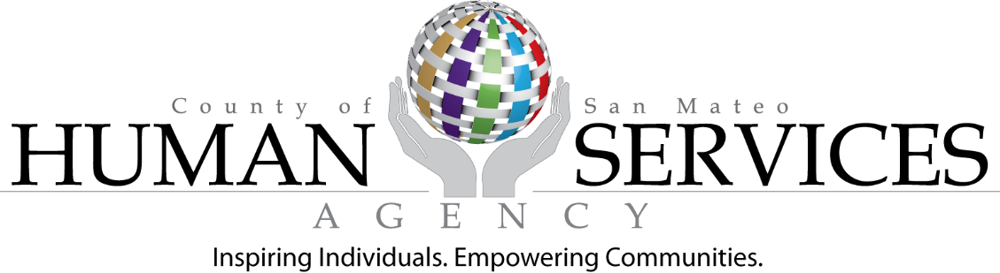 County of San Mateo
HUMAN SERVICES
AGENCY
Inspiring Individuals. Empowering Communities.